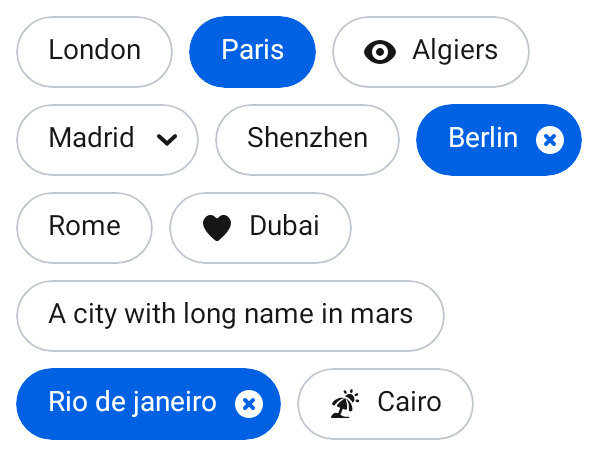 London Paris Algiers
Madrid Shenzhen Berlin
Rome Dubai
A city with long name in mars
Rio de janeiro Cairo